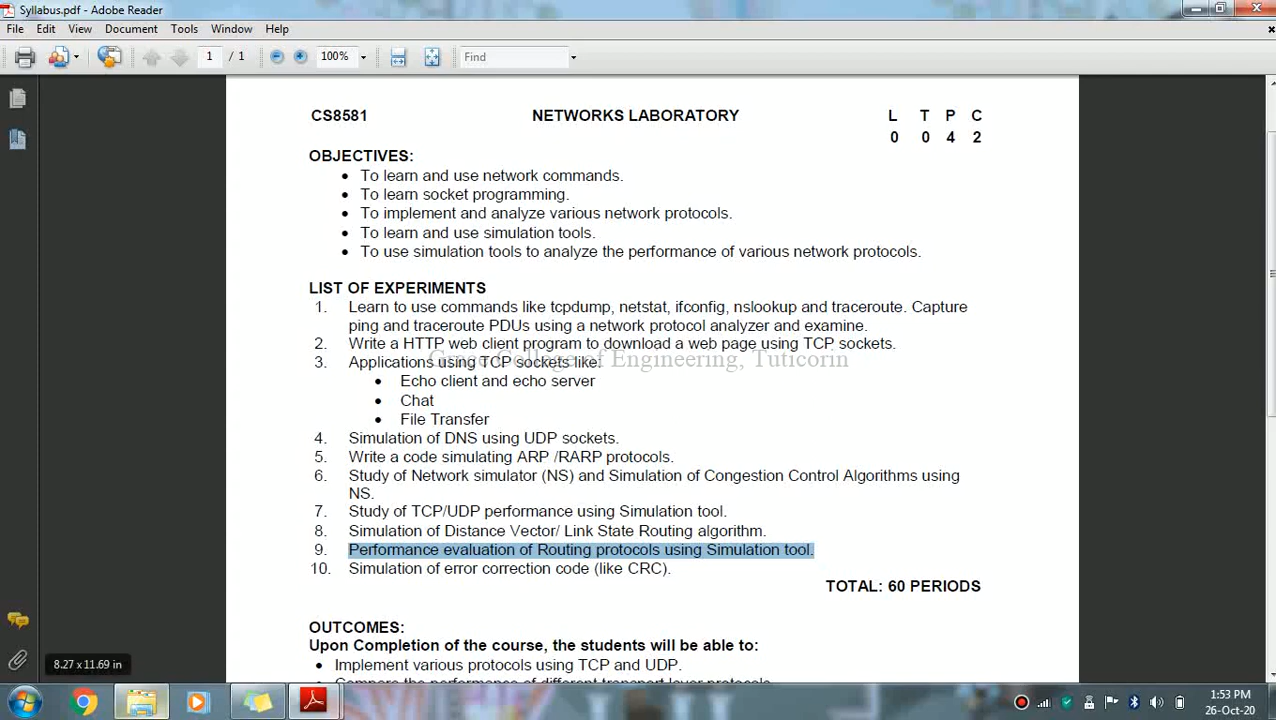 Syllabus.pdf - Adobe Reader
File Edit View Document Tools Window Help
1 / 1 100% Find
CS8581 NETWORKS LABORATORY L T P C
0 0 4 2
OBJECTIVES:
• To learn and use network commands.
• To learn socket programming.
• To implement and analyze various network protocols.
• To learn and use simulation tools.
• To use simulation tools to analyze the performance of various network protocols.
LIST OF EXPERIMENTS
1. Learn to use commands like tcpdump, netstat, ifconfig, nslookup and traceroute. Capture
ping and traceroute PDUs using a network protocol analyzer and examine.
2. Write a HTTP web client program to download a web page using TCP sockets.
Grace College of Engineering, Tuticorin
3. Applications using TCP sockets like:
• Echo client and echo server
• Chat
• File Transfer
4. Simulation of DNS using UDP sockets.
5. Write a code simulating ARP /RARP protocols.
6. Study of Network simulator (NS) and Simulation of Congestion Control Algorithms using
NS.
7. Study of TCP/UDP performance using Simulation tool.
8. Simulation of Distance Vector/ Link State Routing algorithm.
9. Performance evaluation of Routing protocols using Simulation tool.
10. Simulation of error correction code (like CRC).
TOTAL: 60 PERIODS
OUTCOMES:
Upon Completion of the course, the students will be able to:
• Implement various protocols using TCP and UDP.
• Compare the performance of different transport layer protocols.
8.27 x 11.69 in
1:53 PM
26-Oct-20